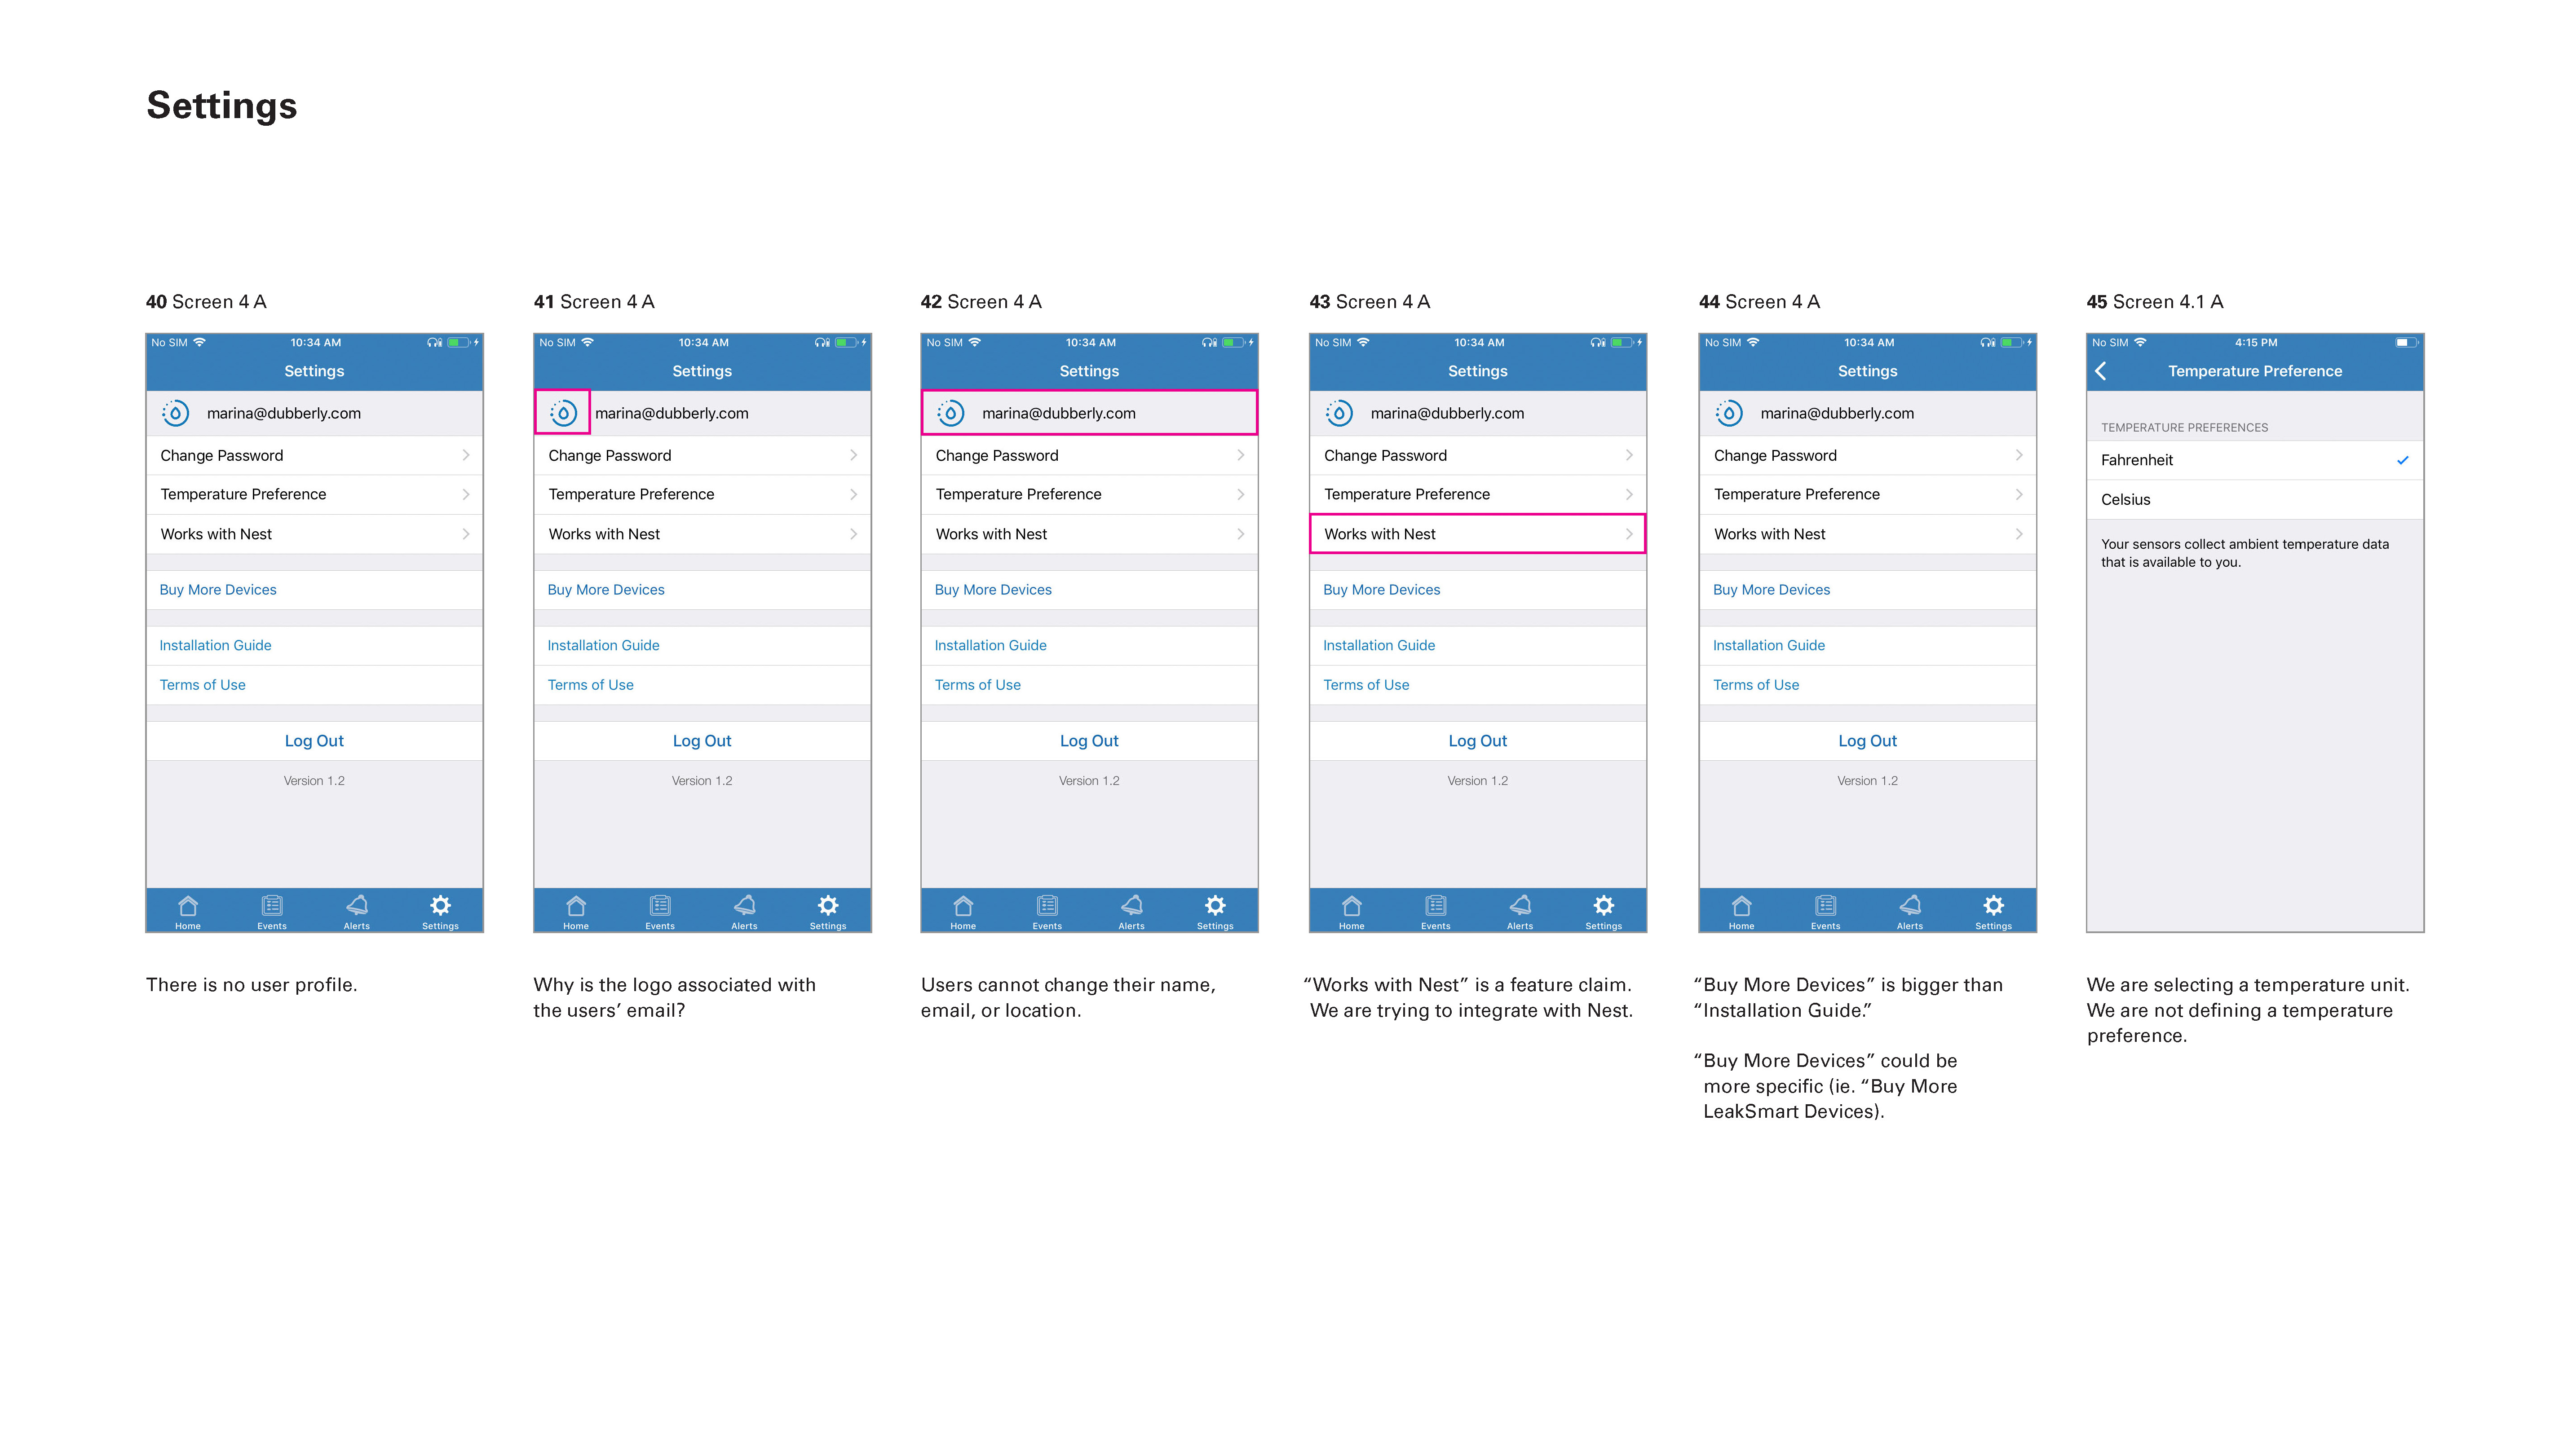 Settings
40 Screen 4 A
No SIM 10:34 AM
Settings
marina@dubberly.com
Change Password
Temperature Preference
Works with Nest
Buy More Devices
Installation Guide
Terms of Use
Log Out
Version 1.2
Home Events Alerts Settings
There is no user profile.
41 Screen 4 A
No SIM 10:34 AM
Settings
marina@dubberly.com
Change Password
Temperature Preference
Works with Nest
Buy More Devices
Installation Guide
Terms of Use
Log Out
Version 1.2
Home Events Alerts Settings
Why is the logo associated with
the users’ email?
42 Screen 4 A
No SIM 10:34 AM
Settings
marina@dubberly.com
Change Password
Temperature Preference
Works with Nest
Buy More Devices
Installation Guide
Terms of Use
Log Out
Version 1.2
Home Events Alerts Settings
Users cannot change their name,
email, or location.
43 Screen 4 A
No SIM 10:34 AM
Settings
marina@dubberly.com
Change Password
Temperature Preference
Works with Nest
Buy More Devices
Installation Guide
Terms of Use
Log Out
Version 1.2
Home Events Alerts Settings
“Works with Nest” is a feature claim.
We are trying to integrate with Nest.
44 Screen 4 A
No SIM 10:34 AM
Settings
marina@dubberly.com
Change Password
Temperature Preference
Works with Nest
Buy More Devices
Installation Guide
Terms of Use
Log Out
Version 1.2
Home Events Alerts Settings
“Buy More Devices” is bigger than
“Installation Guide.”
“Buy More Devices” could be
more specific (ie. “Buy More
LeakSmart Devices).
45 Screen 4.1 A
No SIM 4:15 PM
Temperature Preference
TEMPERATURE PREFERENCES
Fahrenheit
Celsius
Your sensors collect ambient temperature data
that is available to you.
We are selecting a temperature unit.
We are not defining a temperature
preference.